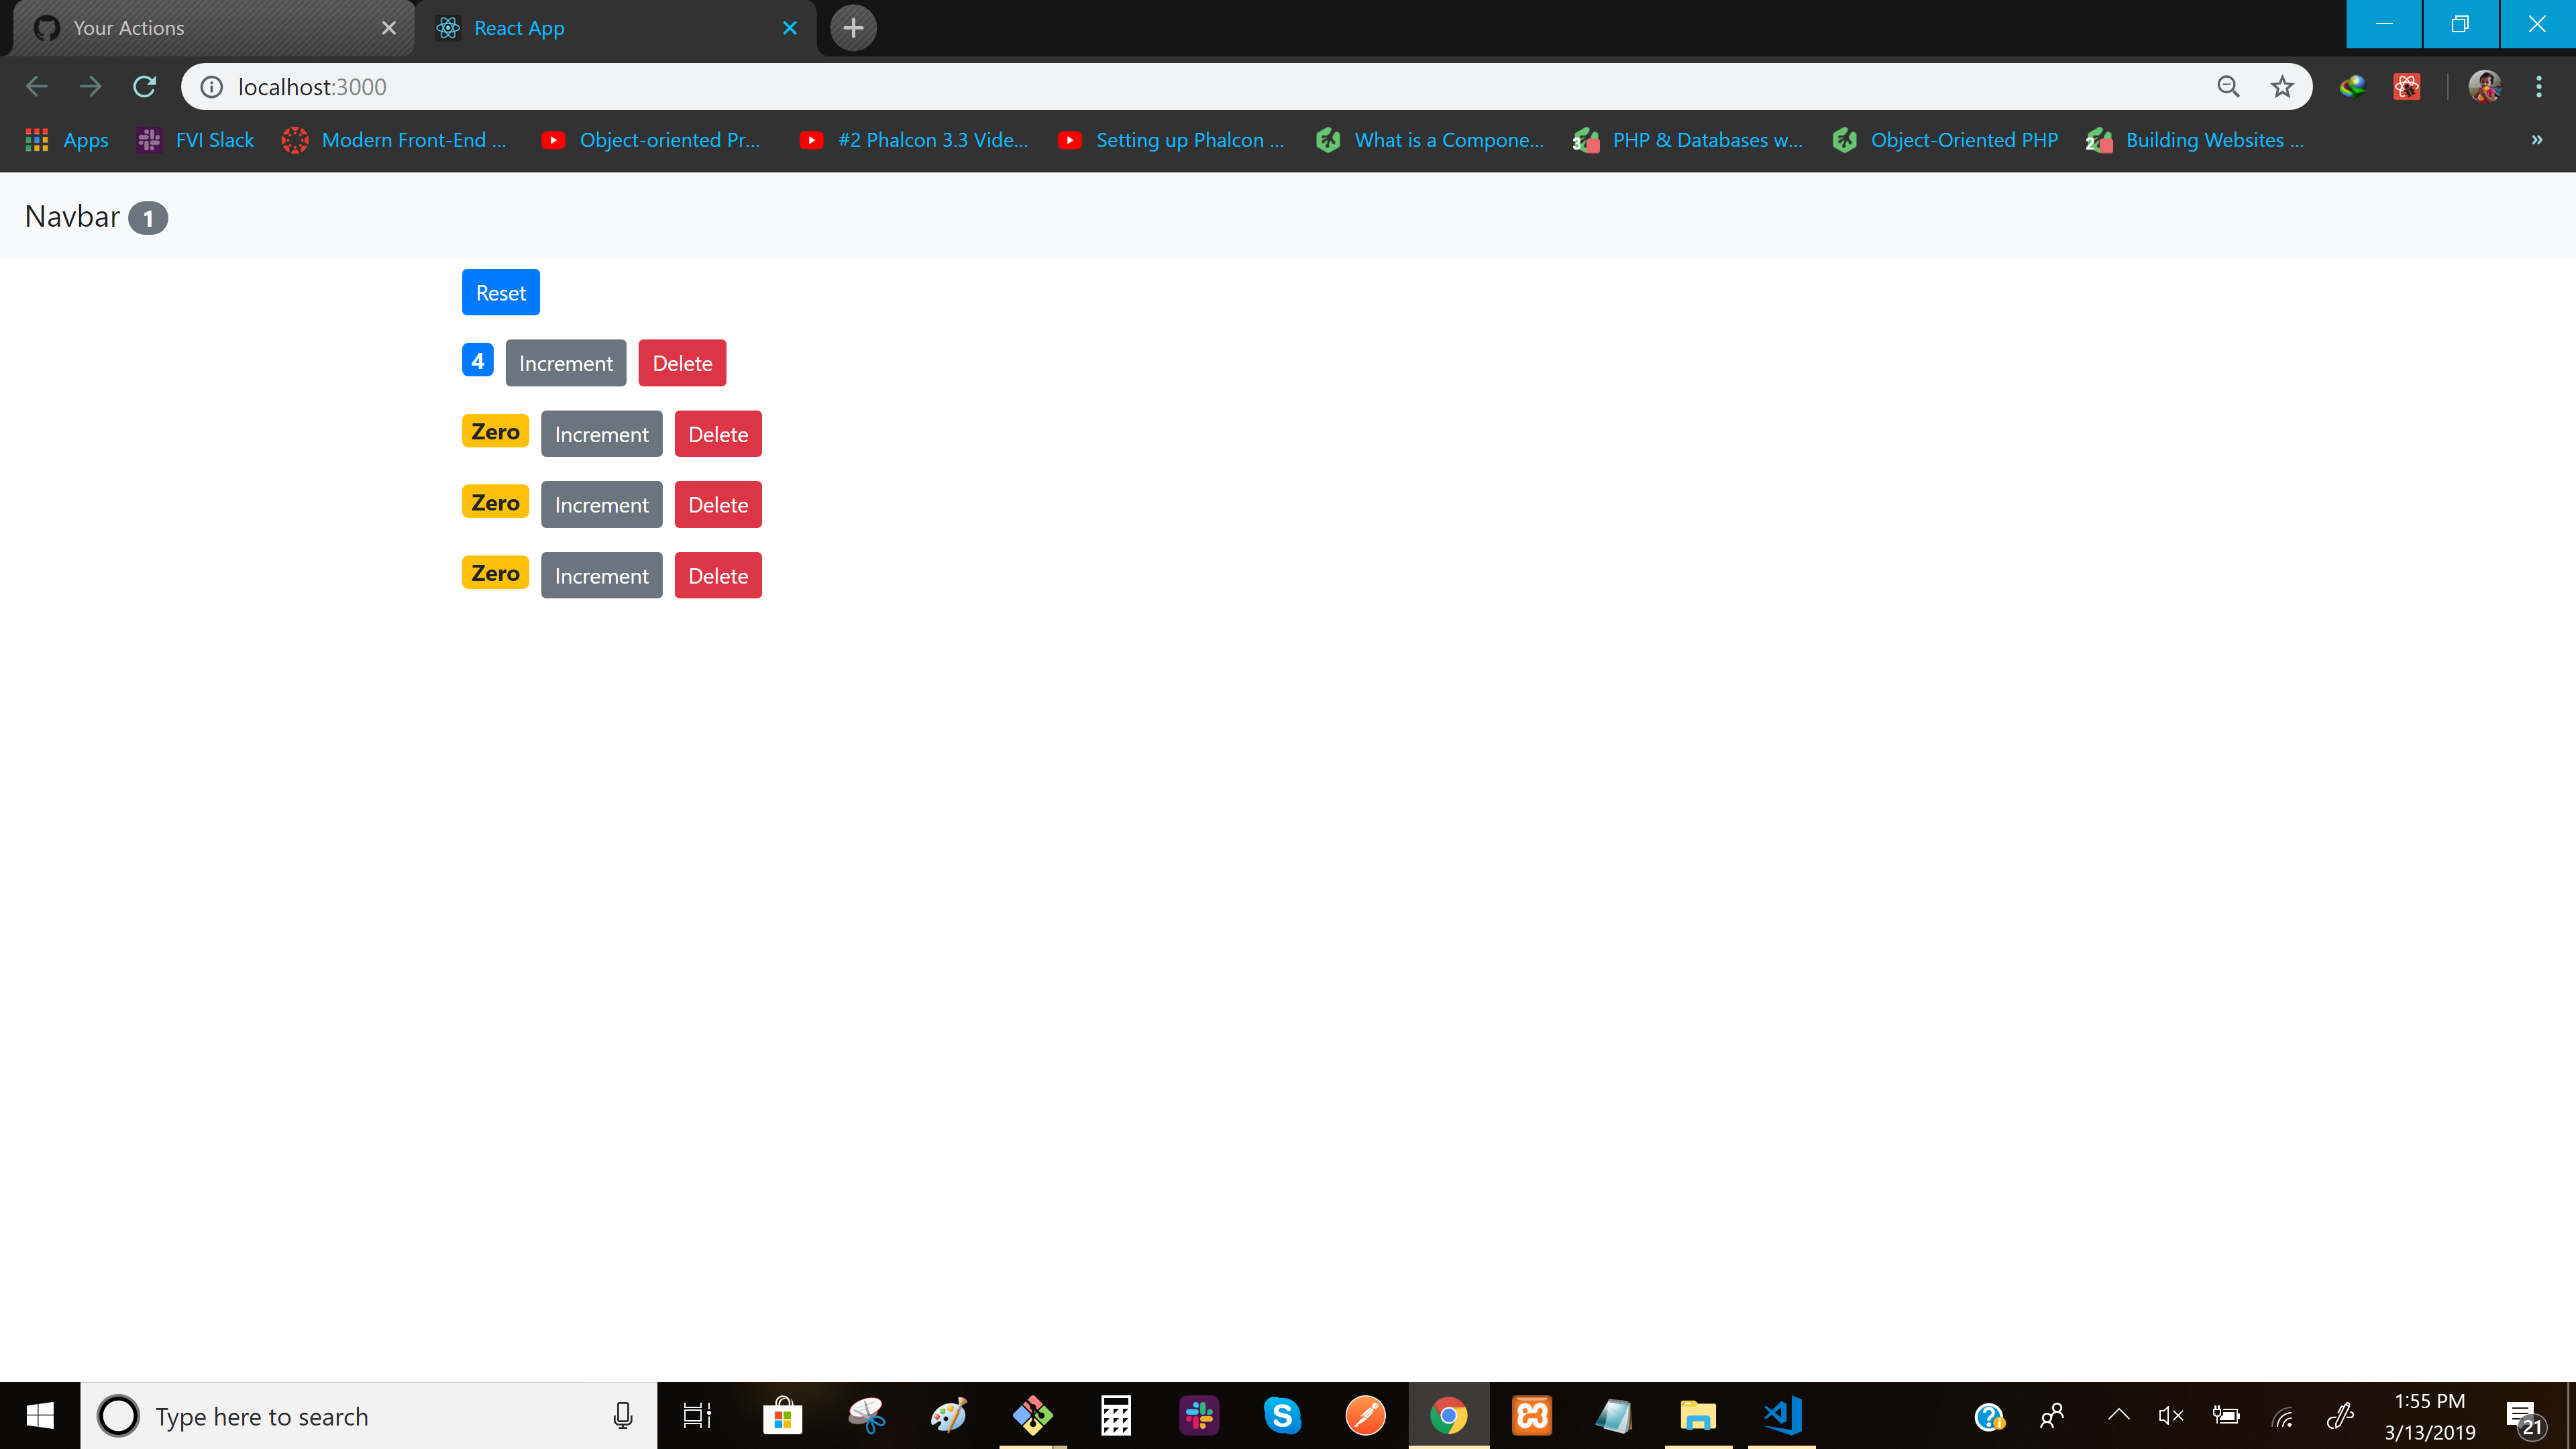 Your Actions
React App
localhost:3000
Apps FVI Slack Modern Front-End ... Object-oriented Pr... #2 Phalcon 3.3 Vide... Setting up Phalcon ... What is a Compone... 3 PHP & Databases w... Object-Oriented PHP 2 Building Websites ... »
Navbar 1
Reset
4 Increment Delete
Zero Increment Delete
Zero Increment Delete
Zero Increment Delete
Type here to search
1:55 PM
3/13/2019
21